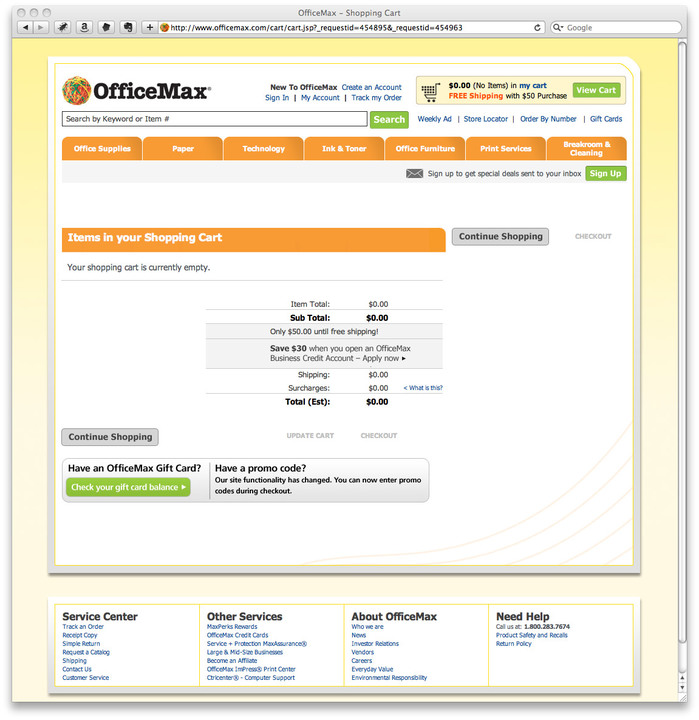 OfficeMax – Shopping Cart
http://www.officemax.com/cart/cart.jsp?_requestid=454895&_requestid=454963
Google
OfficeMax®
New To OfficeMax Create an Account
Sign In | My Account | Track my Order
$0.00 (No Items) in my cart
FREE Shipping with $50 Purchase
View Cart
Search by Keyword or Item #
Search
Weekly Ad | Store Locator | Order By Number | Gift Cards
Office Supplies
Paper
Technology
Ink & Toner
Office Furniture
Print Services
Breakroom &
Cleaning
Sign up to get special deals sent to your inbox
Sign Up
Items in your Shopping Cart
Continue Shopping
CHECKOUT
Your shopping cart is currently empty.
Item Total: $0.00
Sub Total: $0.00
Only $50.00 until free shipping!
Save $30 when you open an OfficeMax
Business Credit Account – Apply now ▸
Shipping: $0.00
Surcharges: $0.00 < What is this?
Total (Est): $0.00
Continue Shopping
UPDATE CART
CHECKOUT
Have an OfficeMax Gift Card?
Check your gift card balance ▸
Have a promo code?
Our site functionality has changed. You can now enter promo
codes during checkout.
Service Center
Track an Order
Receipt Copy
Simple Return
Request a Catalog
Shipping
Contact Us
Customer Service
Other Services
MaxPerks Rewards
OfficeMax Credit Cards
Service + Protection MaxAssurance®
Large & Mid-Size Businesses
Become an Affiliate
OfficeMax ImPress® Print Center
Ctrlcenter® - Computer Support
About OfficeMax
Who we are
News
Investor Relations
Vendors
Careers
Everyday Value
Environmental Responsibility
Need Help
Call us at: 1.800.283.7674
Product Safety and Recalls
Return Policy